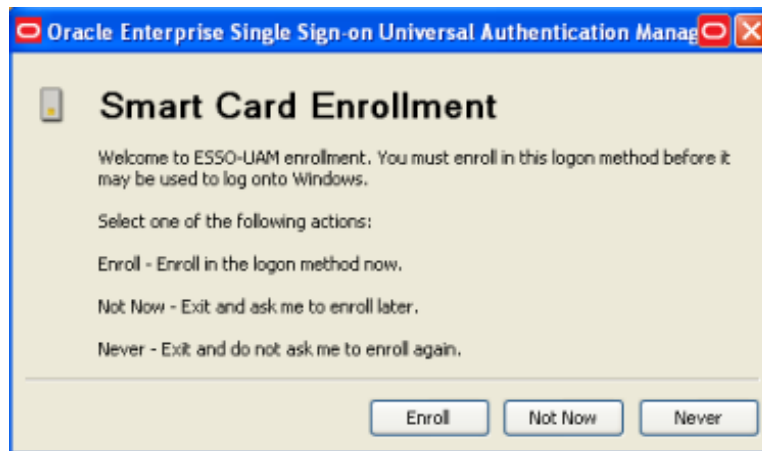 Oracle Enterprise Single Sign-on Universal Authentication Manag
Smart Card Enrollment
Welcome to ESSO-UAM enrollment. You must enroll in this logon method before it
may be used to log onto Windows.
Select one of the following actions:
Enroll - Enroll in the logon method now.
Not Now - Exit and ask me to enroll later.
Never - Exit and do not ask me to enroll again.
Enroll Not Now Never